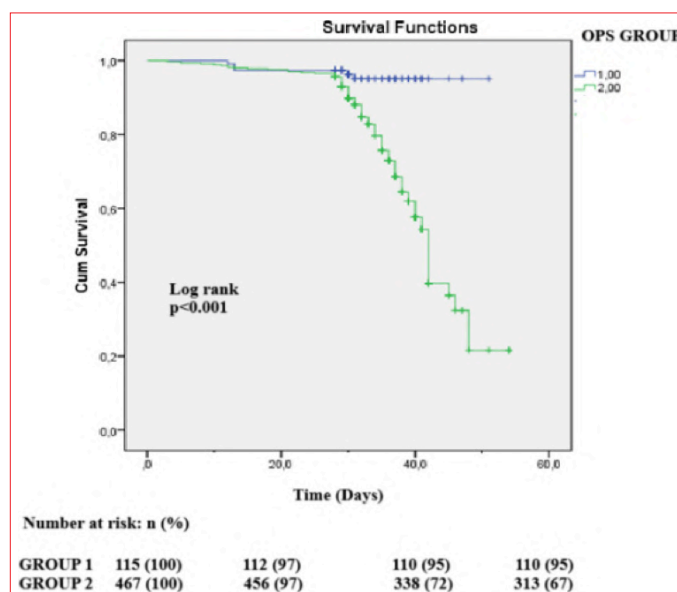 Survival Functions
OPS GROUP
1,00
2,00
1,0
0,8
0,6
0,4
0,2
0,0
Cum Survival
Log rank
p<0.001
,0 20,0 40,0 60,0
Time (Days)
Number at risk: n (%)
GROUP 1 115 (100) 112 (97) 110 (95) 110 (95)
GROUP 2 467 (100) 456 (97) 338 (72) 313 (67)